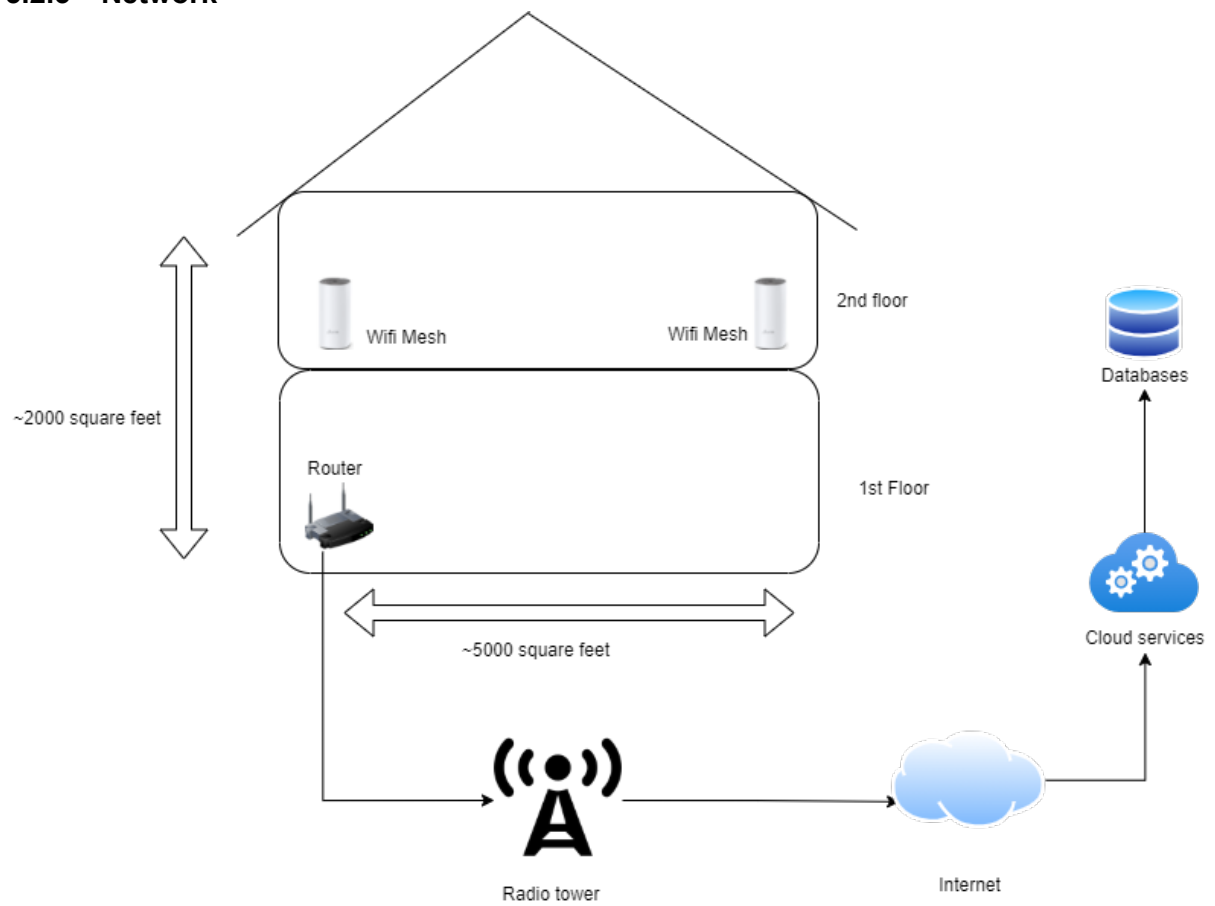 Network
2nd floor
Wifi Mesh
Wifi Mesh
Databases
~2000 square feet
Router
1st Floor
Cloud services
~5000 square feet
Internet
Radio tower